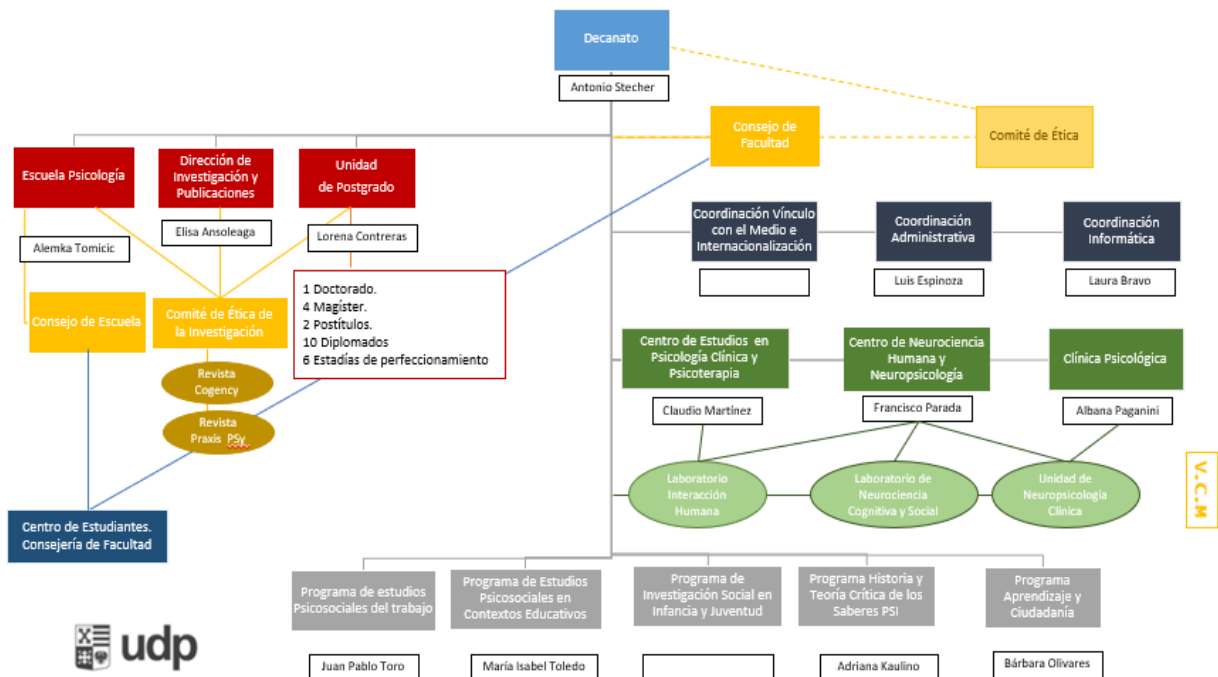 Decanato
Antonio Stecher
Consejo de
Facultad
Comité de Ética
Escuela Psicología
Dirección de
Investigación y
Publicaciones
Unidad
de Postgrado
Alemka Tomicic
Elisa Ansoleaga
Lorena Contreras
Coordinación Vínculo
con el Medio e
Internacionalización
Coordinación
Administrativa
Coordinación
Informática
Luis Espinoza
Laura Bravo
Consejo de Escuela
Comité de Ética de
la Investigación
1 Doctorado.
4 Magíster.
2 Postítulos.
10 Diplomados
6 Estadías de perfeccionamiento
Revista
Cogency
Revista
Praxis PSy
Centro de Estudios en
Psicología Clínica y
Psicoterapia
Centro de Neurociencia
Humana y
Neuropsicología
Clínica Psicológica
Claudio Martínez
Francisco Parada
Albana Paganini
Laboratorio
Interacción
Humana
Laboratorio de
Neurociencia
Cognitiva y Social
Unidad de
Neuropsicología
Clínica
V.C.M
Centro de Estudiantes.
Consejería de Facultad
Programa de estudios
Psicosociales del trabajo
Programa de Estudios
Psicosociales en
Contextos Educativos
Programa de
Investigación Social en
Infancia y Juventud
Programa Historia y
Teoría Crítica de los
Saberes PSI
Programa
Aprendizaje y
Ciudadanía
Juan Pablo Toro
María Isabel Toledo
Adriana Kaulino
Bárbara Olivares
udp